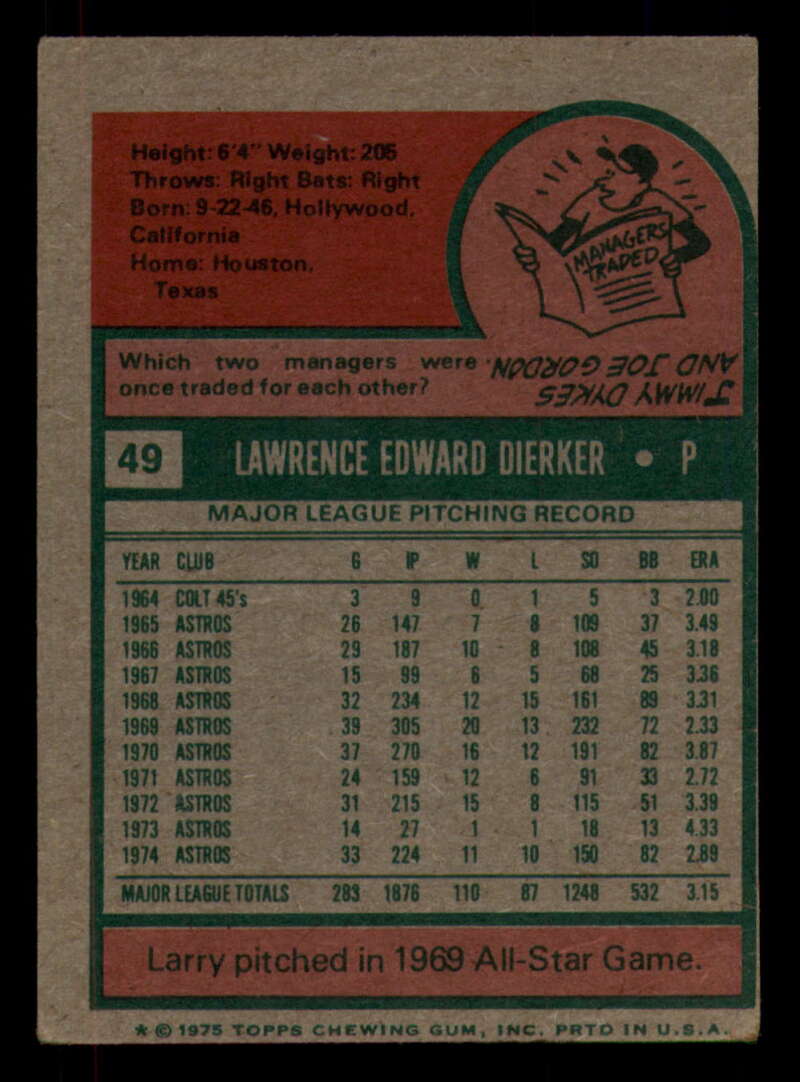 Height: 6'4" Weight: 205
Throws: Right Bats: Right
Born: 9-22-46, Hollywood,
California
Home: Houston,
Texas
MANAGERS
TRADED
Which two managers were
once traded for each other?
JIMMY DYKES
AND JOE GORDON.
49 LAWRENCE EDWARD DIERKER • P
MAJOR LEAGUE PITCHING RECORD
YEAR CLUB G IP W L SO BB ERA
1964 COLT 45's 3 9 0 1 5 3 2.00
1965 ASTROS 26 147 7 8 109 37 3.49
1966 ASTROS 29 187 10 8 108 45 3.18
1967 ASTROS 15 99 6 5 68 25 3.36
1968 ASTROS 32 234 12 15 161 89 3.31
1969 ASTROS 39 305 20 13 232 72 2.33
1970 ASTROS 37 270 16 12 191 82 3.87
1971 ASTROS 24 159 12 6 91 33 2.72
1972 ASTROS 31 215 15 8 115 51 3.39
1973 ASTROS 14 27 1 1 18 13 4.33
1974 ASTROS 33 224 11 10 150 82 2.89
MAJOR LEAGUE TOTALS 283 1876 110 87 1248 532 3.15
Larry pitched in 1969 All-Star Game.
* © 1975 TOPPS CHEWING GUM, INC. PRTD IN U.S.A.